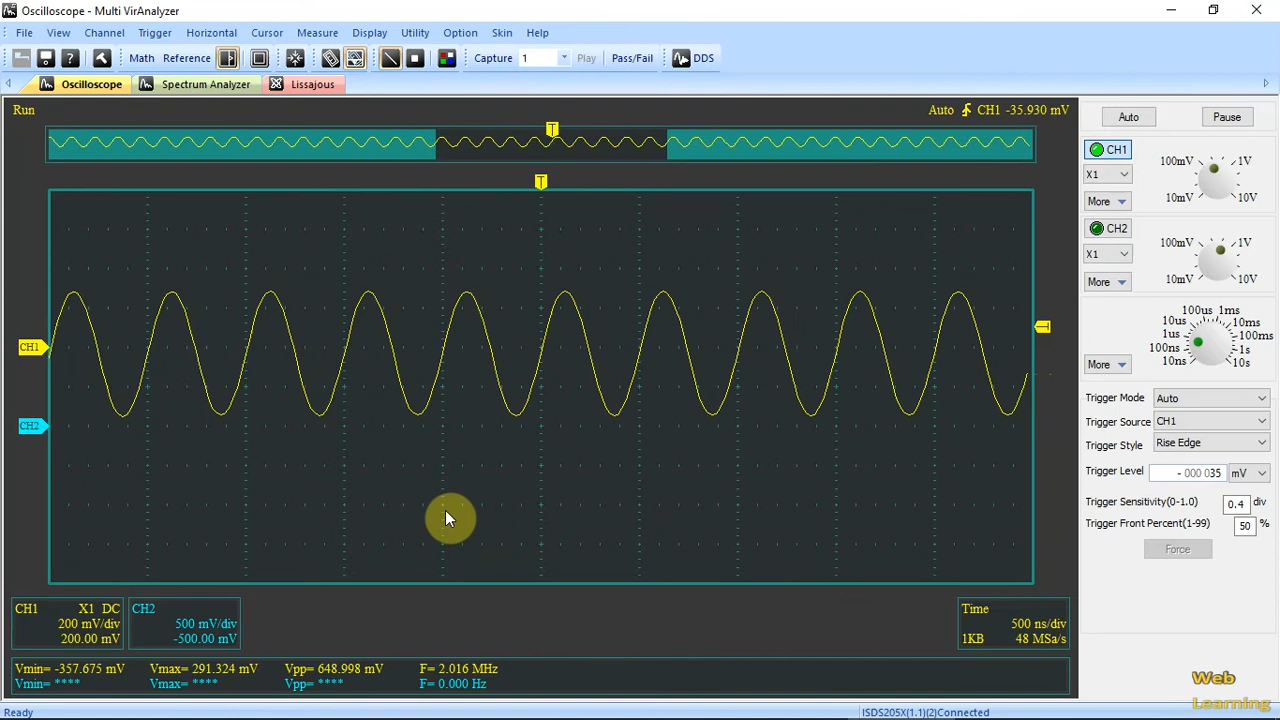 Oscilloscope - Multi VirAnalyzer
File View Channel Trigger Horizontal Cursor Measure Display Utility Option Skin Help
Math Reference Capture 1 Play Pass/Fail DDS
Oscilloscope Spectrum Analyzer Lissajous
Run Auto CH1 -35.930 mV
T
T
CH1
CH2
Auto Pause
CH1
X1
More
100mV 1V
10mV 10V
CH2
X1
More
100mV 1V
10mV 10V
100us 1ms
10us 10ms
1us 100ms
100ns 1s
10ns 10s
More
Trigger Mode Auto
Trigger Source CH1
Trigger Style Rise Edge
Trigger Level - 000 035 mV
Trigger Sensitivity(0-1.0) 0.4 div
Trigger Front Percent(1-99) 50 %
Force
CH1 X1 DC
200 mV/div
200.00 mV
CH2
500 mV/div
-500.00 mV
Time
500 ns/div
1KB 48 MSa/s
Vmin= -357.675 mV Vmax= 291.324 mV Vpp= 648.998 mV F= 2.016 MHz
Vmin= **** Vmax= **** Vpp= **** F= 0.000 Hz
Web
Learning
Ready ISDS205X(1.1)(2)Connected